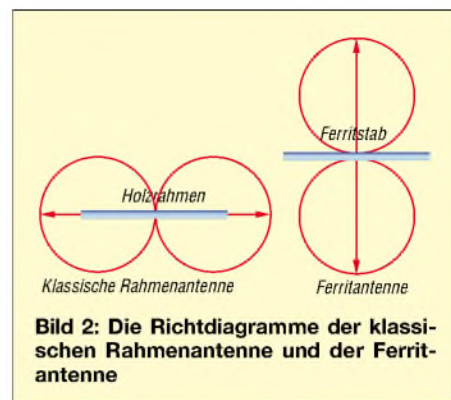 Ferritstab
Holzrahmen
Klassische Rahmenantenne
Ferritantenne
Bild 2: Die Richtdiagramme der klassi-
schen Rahmenantenne und der Ferrit-
antenne